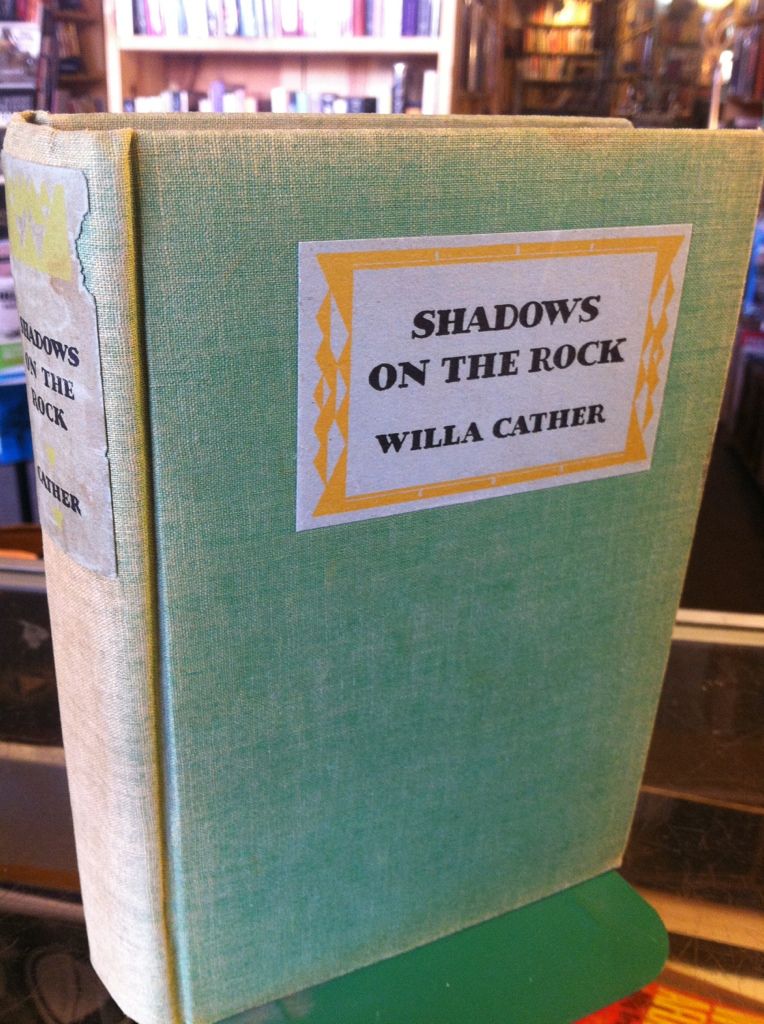 SHADOWS
ON THE ROCK
WILLA CATHER
SHADOWS
ON THE
ROCK
CATHER